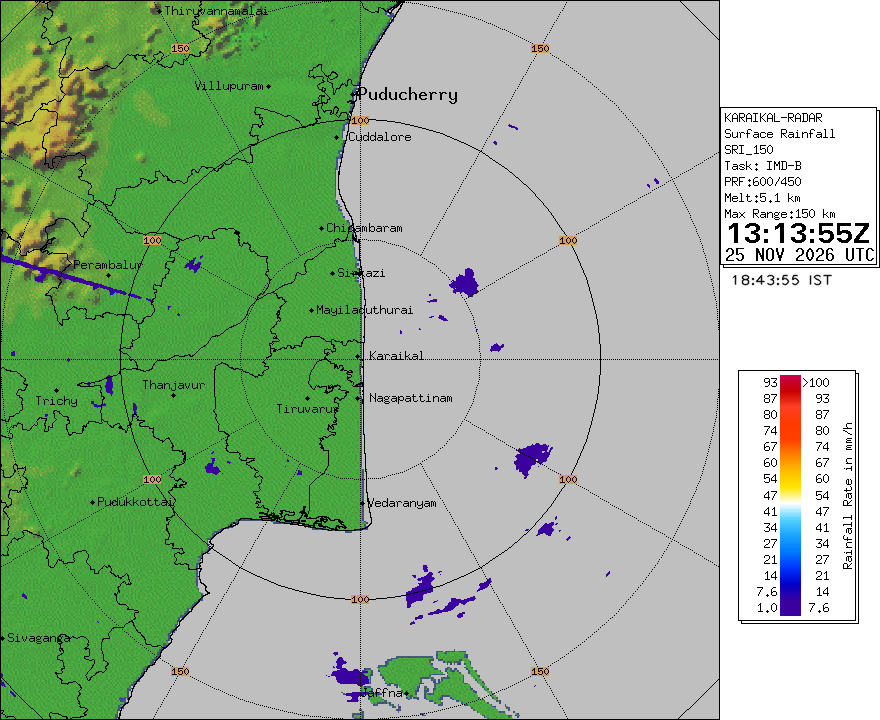 Thiruvannamalai
150
150
Villupuram
Puducherry
100
Cuddalore
Chidambaram
100
100
Perambalur
Sirkazi
Mayiladuthurai
Karaikal
Thanjavur
Trichy
Tiruvarur
Nagapattinam
100
100
Pudukkottai
Vedaranyam
100
Sivaganga
150
150
Jaffna
KARAIKAL-RADAR
Surface Rainfall
SRI_150
Task: IMD-B
PRF:600/450
Melt:5.1 km
Max Range:150 km
13:13:55Z
25 NOV 2026 UTC
18:43:55 IST
93 >100
87 93
80 87
74 80
67 74
60 67
54 60
47 54
41 47
34 41
27 34
21 27
14 21
7.6 14
1.0 7.6
Rainfall Rate in mm/h